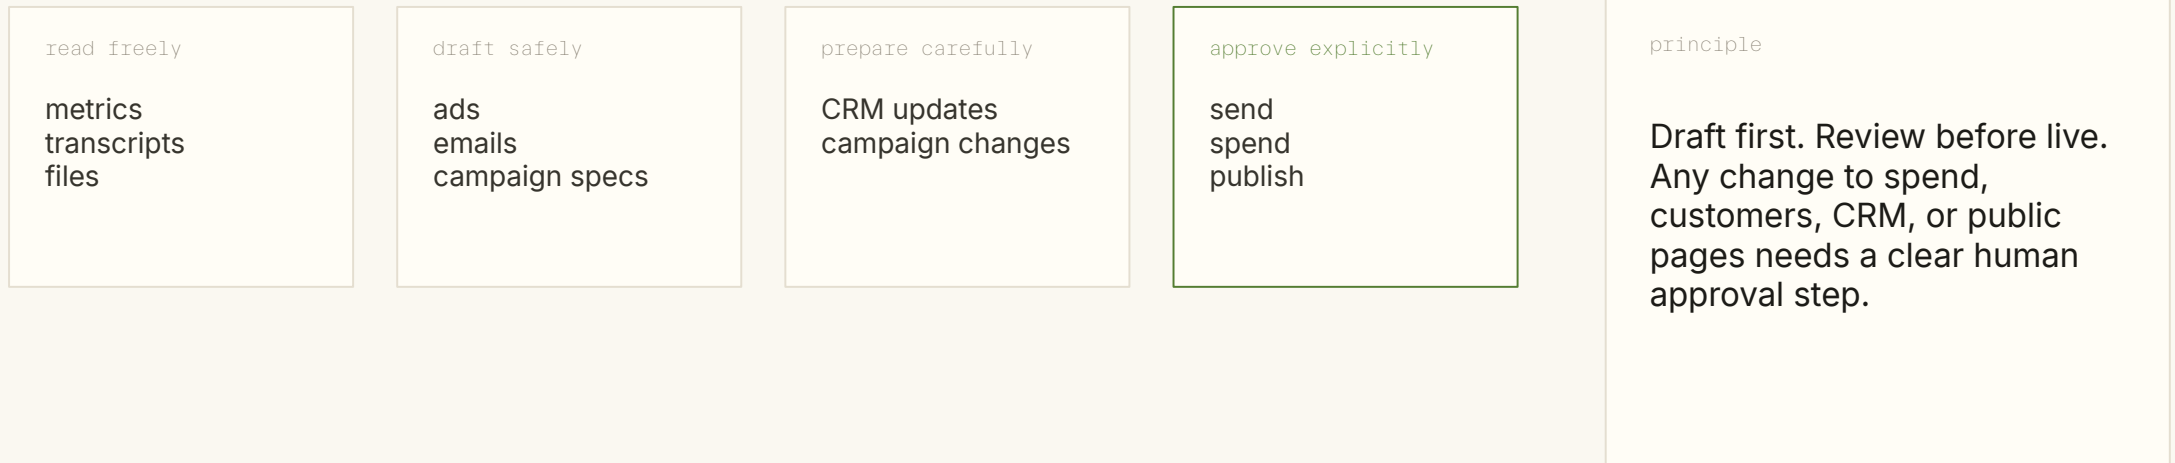 read freely
metrics
transcripts
files
draft safely
ads
emails
campaign specs
prepare carefully
CRM updates
campaign changes
approve explicitly
send
spend
publish
principle
Draft first. Review before live.
Any change to spend,
customers, CRM, or public
pages needs a clear human
approval step.